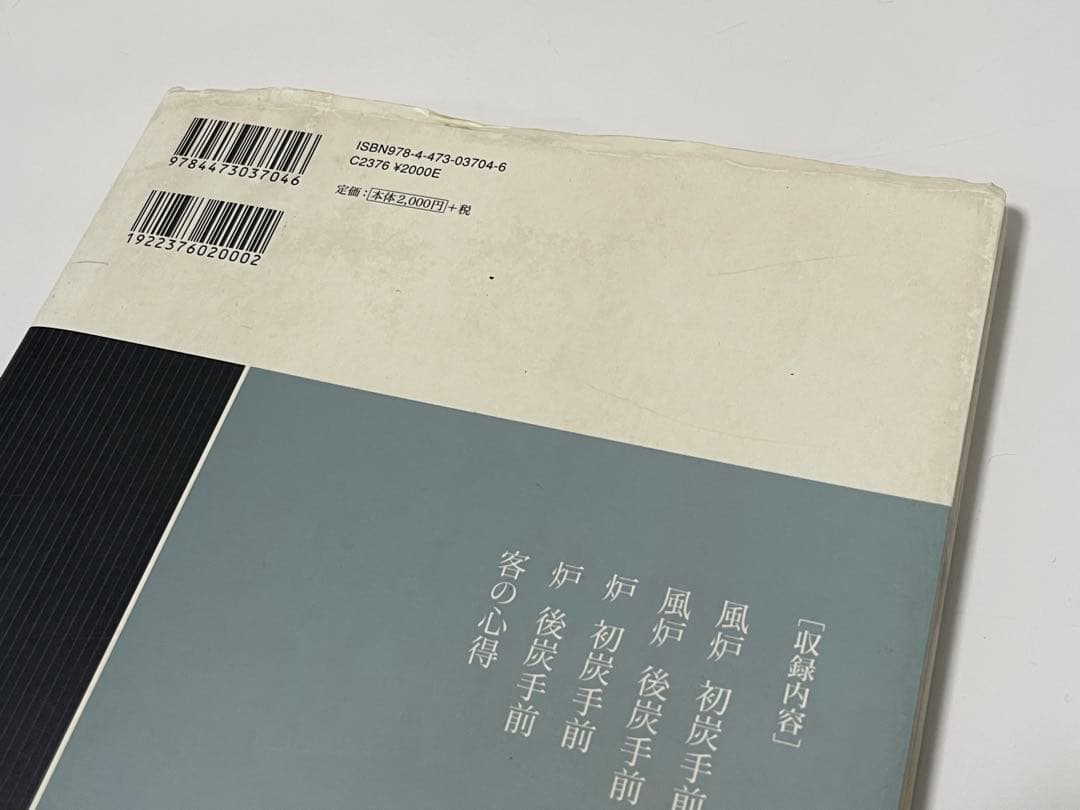 9784473037046
ISBN978-4-473-03704-6
C2376 ¥2000E
定価：本体2,000円+税
1922376020002
［収録内容］
風炉 初炭手前
風炉 後炭手前
炉 初炭手前
炉 後炭手前
客の心得